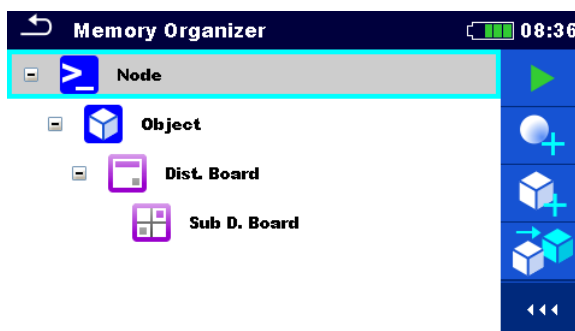 Memory Organizer
08:36
Node
Object
Dist. Board
Sub D. Board